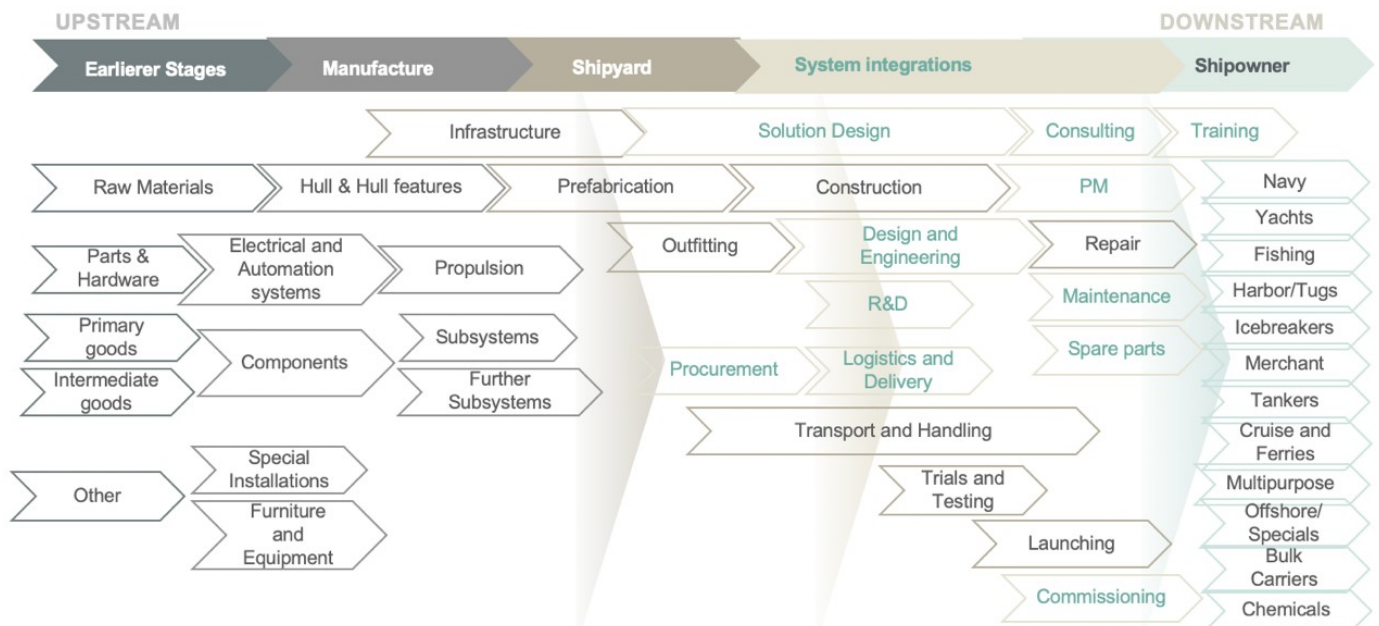 UPSTREAM
DOWNSTREAM
Earlierer Stages
Manufacture
Shipyard
System integrations
Shipowner
Infrastructure
Solution Design
Consulting
Training
Raw Materials
Hull & Hull features
Prefabrication
Construction
PM
Navy
Yachts
Parts &
Hardware
Electrical and
Automation
systems
Propulsion
Outfitting
Design and
Engineering
Repair
Fishing
R&D
Maintenance
Harbor/Tugs
Primary
goods
Components
Subsystems
Spare parts
Icebreakers
Intermediate
goods
Further
Subsystems
Procurement
Logistics and
Delivery
Merchant
Tankers
Transport and Handling
Cruise and
Ferries
Other
Special
Installations
Trials and
Testing
Multipurpose
Furniture
and
Equipment
Launching
Offshore/
Specials
Bulk
Carriers
Commissioning
Chemicals